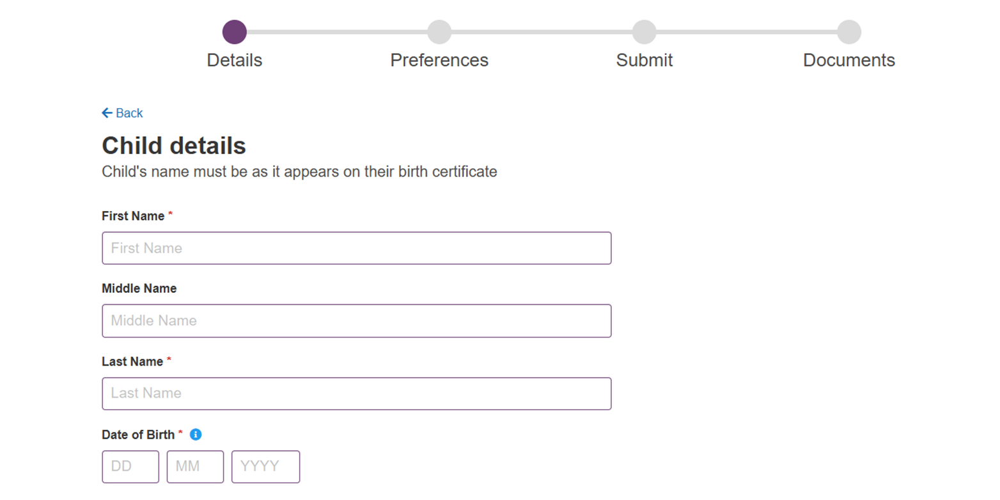 Details Preferences Submit Documents
← Back
Child details
Child's name must be as it appears on their birth certificate
First Name *
First Name
Middle Name
Middle Name
Last Name *
Last Name
Date of Birth * i
DD MM YYYY